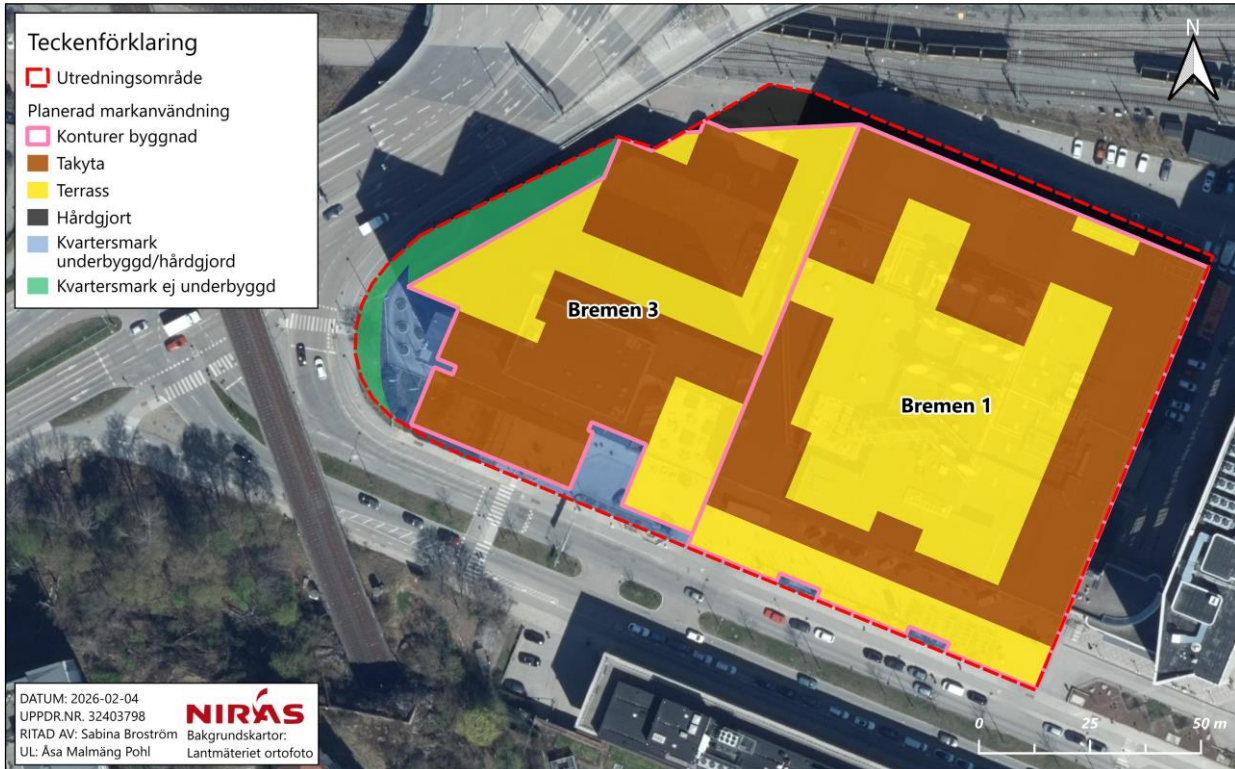 Teckenförklaring
Utredningsområde
Planerad markanvändning
Konturer byggnad
Takyta
Terrass
Hårdgjort
Kvartersmark
underbyggd/hårdgjord
Kvartersmark ej underbyggd
N
Bremen 3
Bremen 1
DATUM: 2026-02-04
UPPDR.NR. 32403798
RITAD AV: Sabina Broström
UL: Åsa Malmäng Pohl
NIRAS
Bakgrundskartor:
Lantmäteriet ortofoto
0 25 50 m